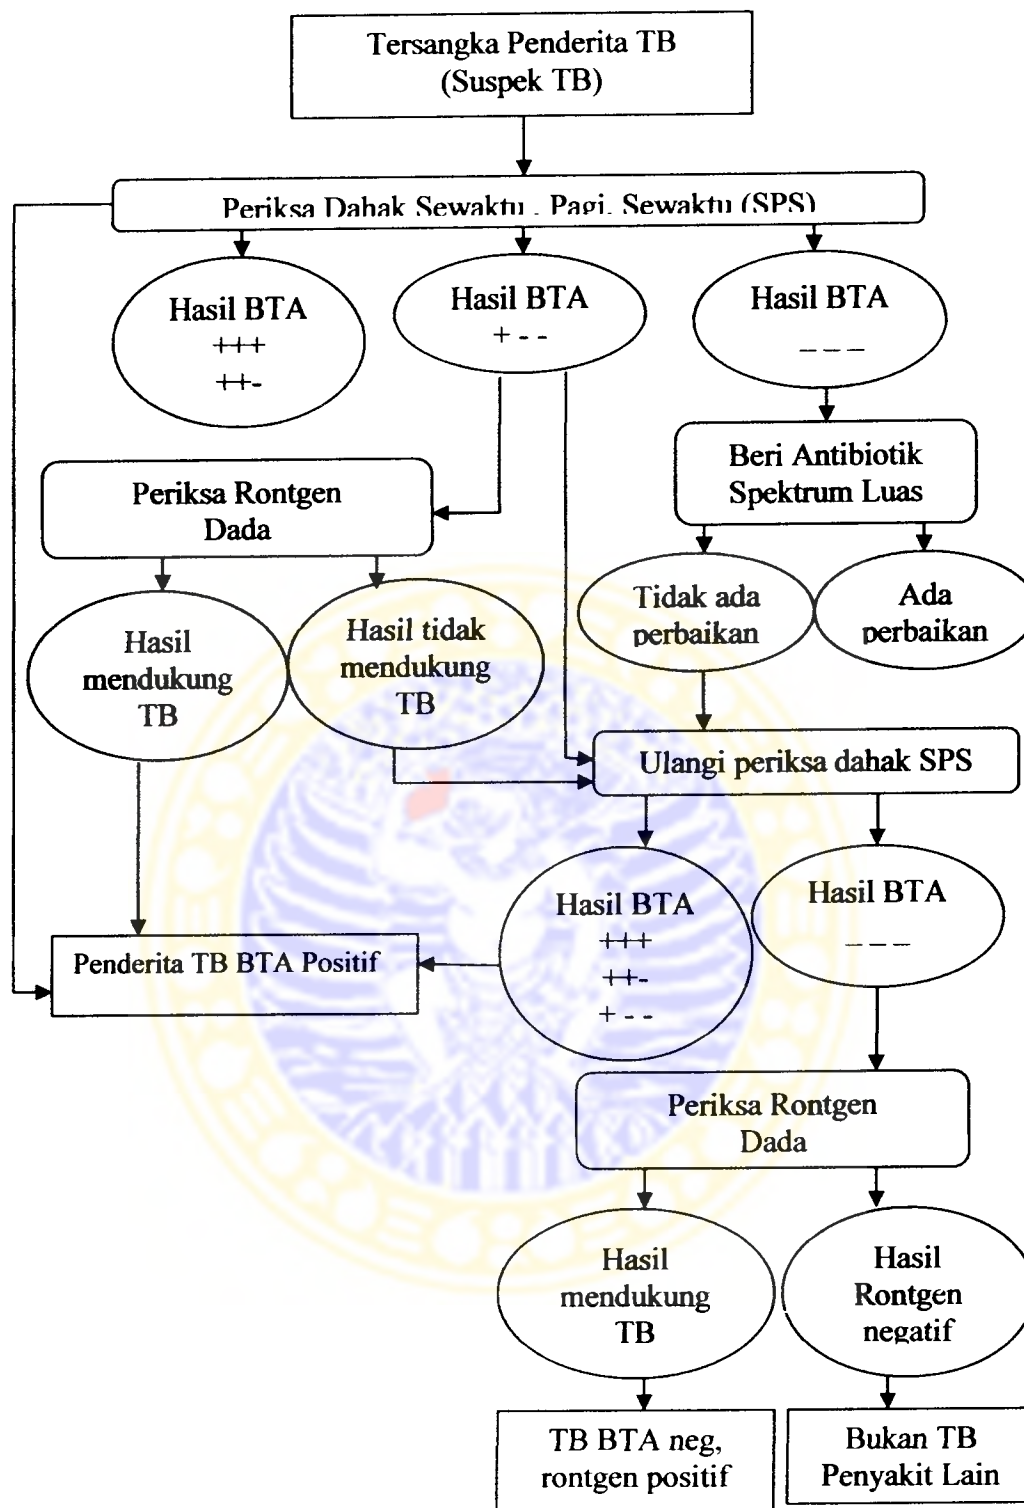 Tersangka Penderita TB
(Suspek TB)
Periksa Dahak Sewaktu , Pagi, Sewaktu (SPS)
Hasil BTA
+++
++-
Hasil BTA
+ - -
Hasil BTA
- - -
Beri Antibiotik
Spektrum Luas
Periksa Rontgen
Dada
Tidak ada
perbaikan
Ada
perbaikan
Hasil
mendukung
TB
Hasil tidak
mendukung
TB
Ulangi periksa dahak SPS
Hasil BTA
+++
++-
+ - -
Hasil BTA
- - -
Penderita TB BTA Positif
Periksa Rontgen
Dada
Hasil
mendukung
TB
Hasil
Rontgen
negatif
TB BTA neg,
rontgen positif
Bukan TB
Penyakit Lain